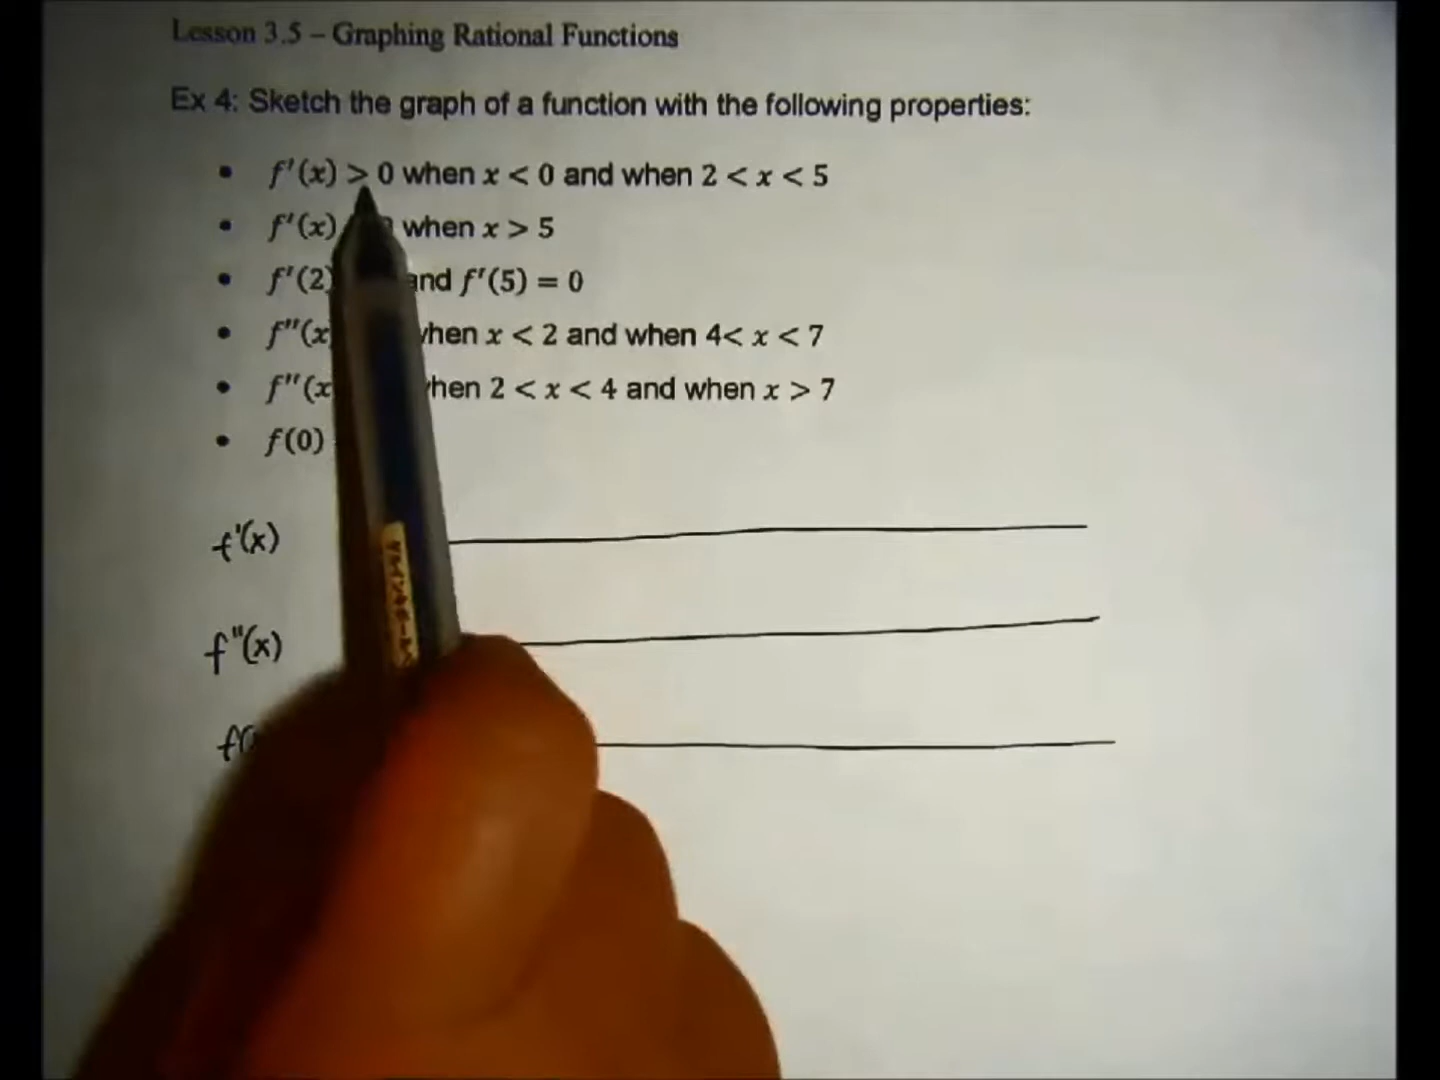 Lesson 3.5 – Graphing Rational Functions
Ex 4: Sketch the graph of a function with the following properties:
• f'(x) > 0 when x < 0 and when 2 < x < 5
• f'(x) when x > 5
• f'(2) and f'(5) = 0
• f''(x when x < 2 and when 4< x < 7
• f''(x when 2 < x < 4 and when x > 7
• f(0)
f'(x)
f''(x)